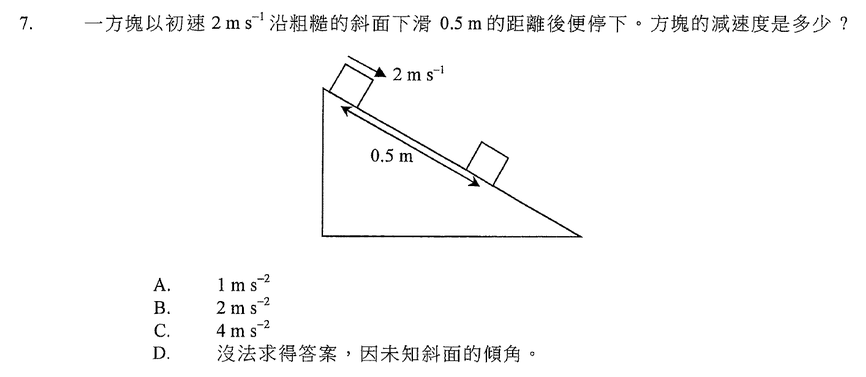 7. 一方塊以初速 2 m s⁻¹ 沿粗糙的斜面下滑 0.5 m 的距離後便停下。方塊的減速度是多少？
2 m s⁻¹
0.5 m
A. 1 m s⁻²
B. 2 m s⁻²
C. 4 m s⁻²
D. 沒法求得答案，因未知斜面的傾角。